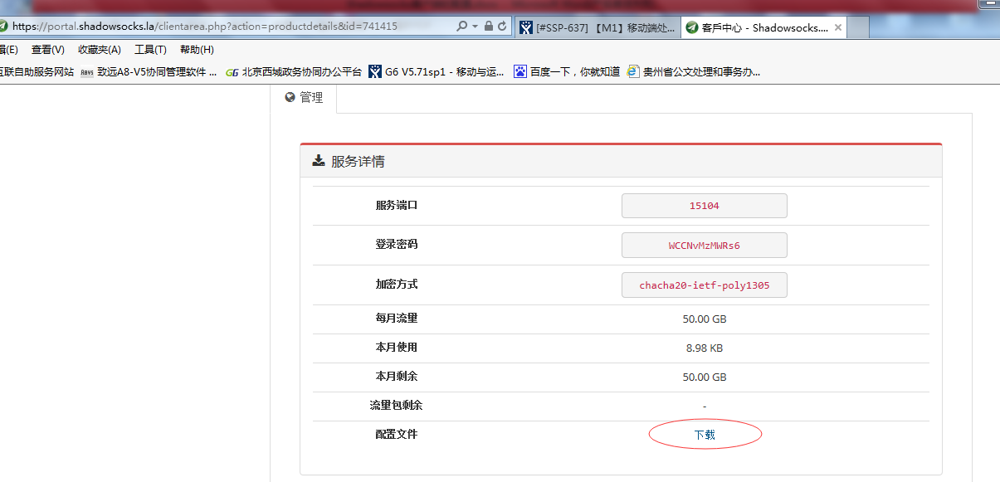 https://portal.shadowsocks.la/clientarea.php?action=productdetails&id=741415
[#SSP-637] 【M1】移动端处...
客戶中心 - Shadowsocks....
(E) 查看(V) 收藏夹(A) 工具(T) 帮助(H)
互联自助服务网站 致远A8-V5协同管理软件 ... 北京西城政务协同办公平台 G6 V5.71sp1 - 移动与运... 百度一下，你就知道 贵州省公文处理和事务办...
管理
服务详情
服务端口 15104
登录密码 WCCNvMzMWRs6
加密方式 chacha20-ietf-poly1305
每月流量 50.00 GB
本月使用 8.98 KB
本月剩余 50.00 GB
流量包剩余 -
配置文件 下载